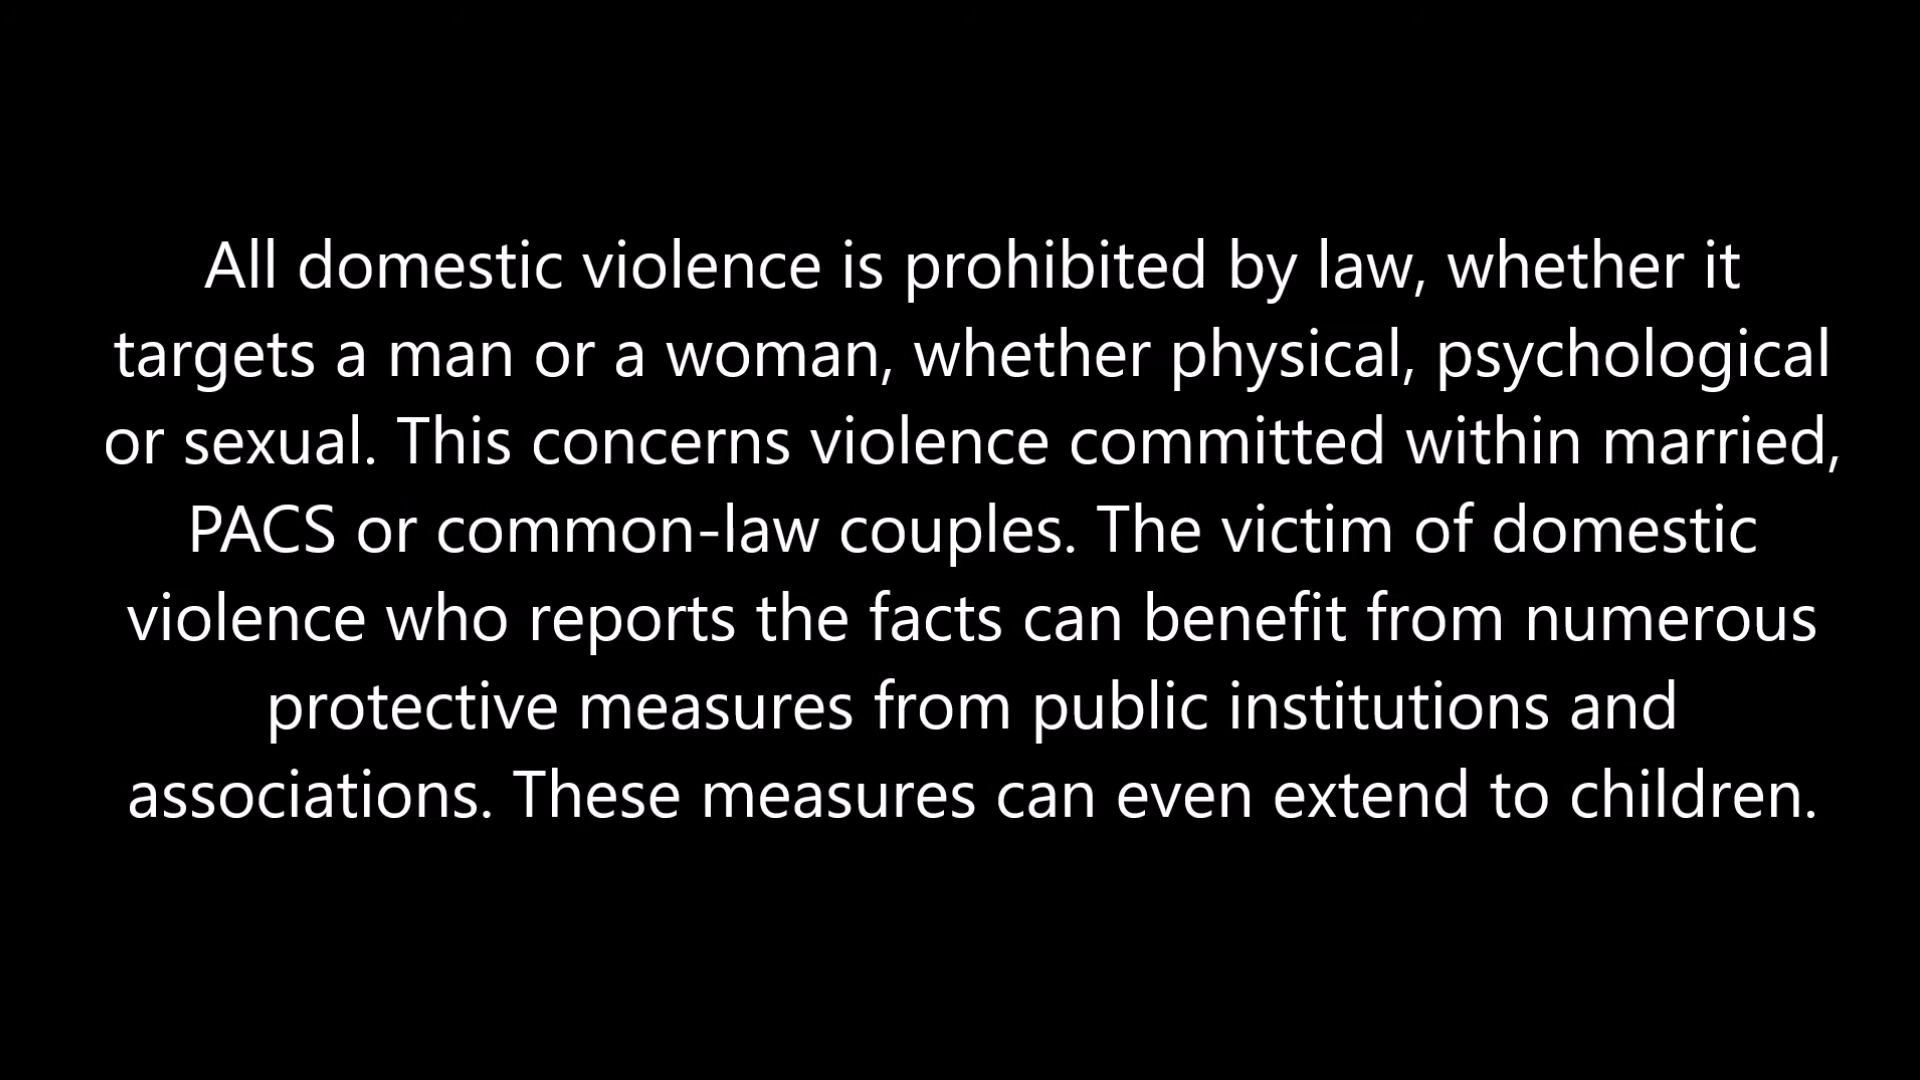 All domestic violence is prohibited by law, whether it
targets a man or a woman, whether physical, psychological
or sexual. This concerns violence committed within married,
PACS or common-law couples. The victim of domestic
violence who reports the facts can benefit from numerous
protective measures from public institutions and
associations. These measures can even extend to children.